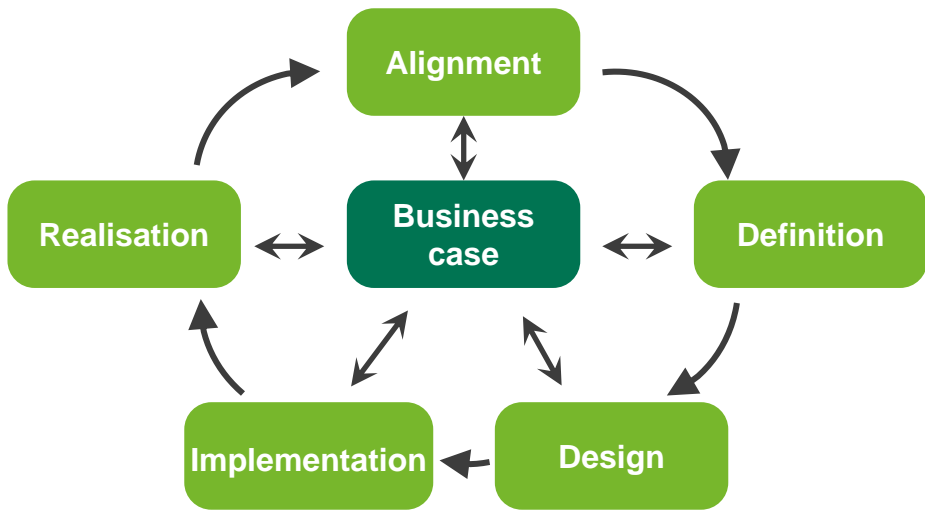 Alignment
Realisation
Business
case
Definition
Implementation
Design